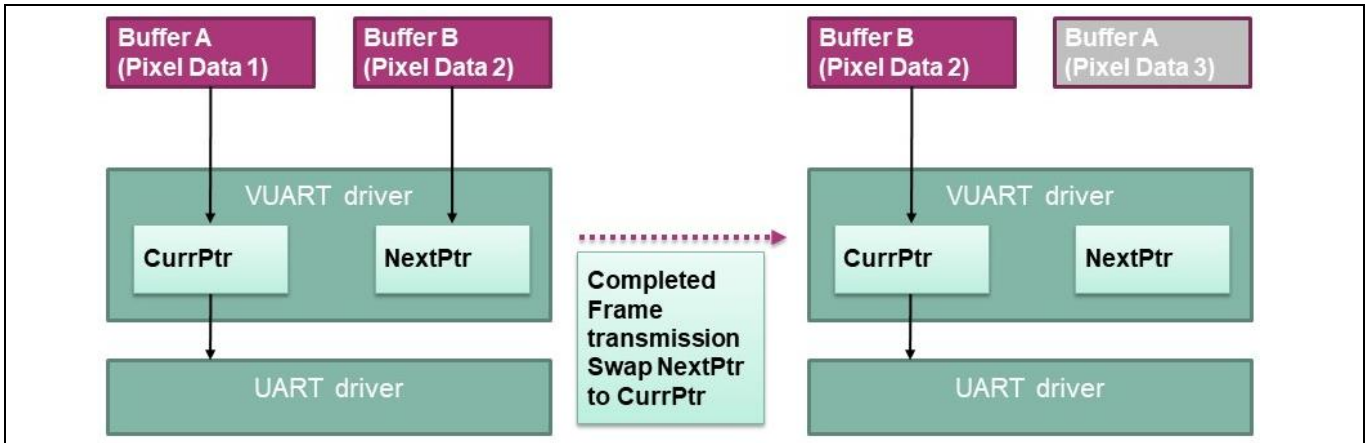 Buffer A
(Pixel Data 1)
Buffer B
(Pixel Data 2)
VUART driver
CurrPtr
NextPtr
UART driver
Completed
Frame
transmission
Swap NextPtr
to CurrPtr
Buffer B
(Pixel Data 2)
Buffer A
(Pixel Data 3)
VUART driver
CurrPtr
NextPtr
UART driver